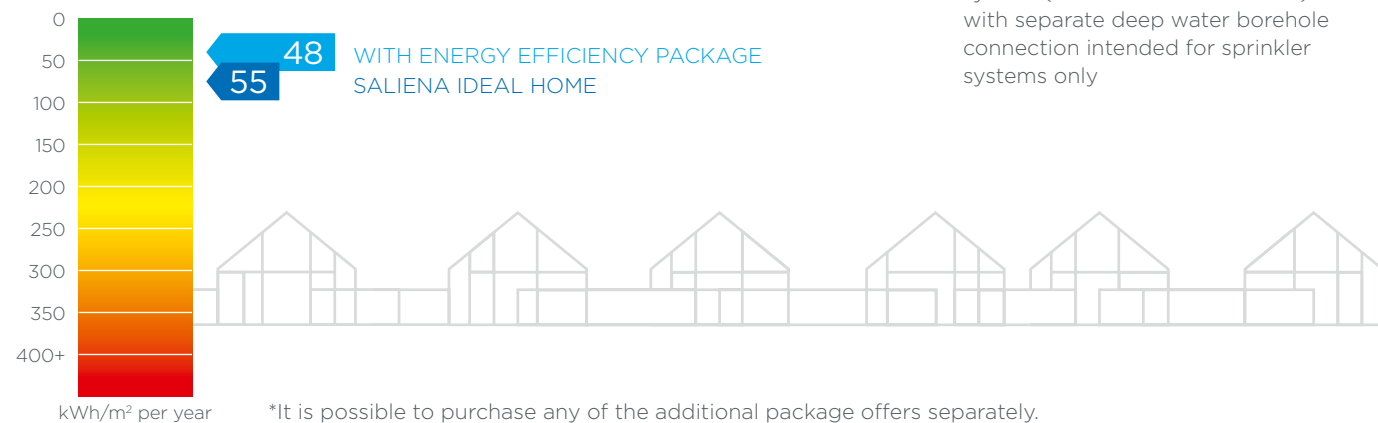 0
50
100
150
200
250
300
350
400+
kWh/m² per year
48 WITH ENERGY EFFICIENCY PACKAGE
55 SALIENA IDEAL HOME
with separate deep water borehole
connection intended for sprinkler
systems only
*It is possible to purchase any of the additional package offers separately.